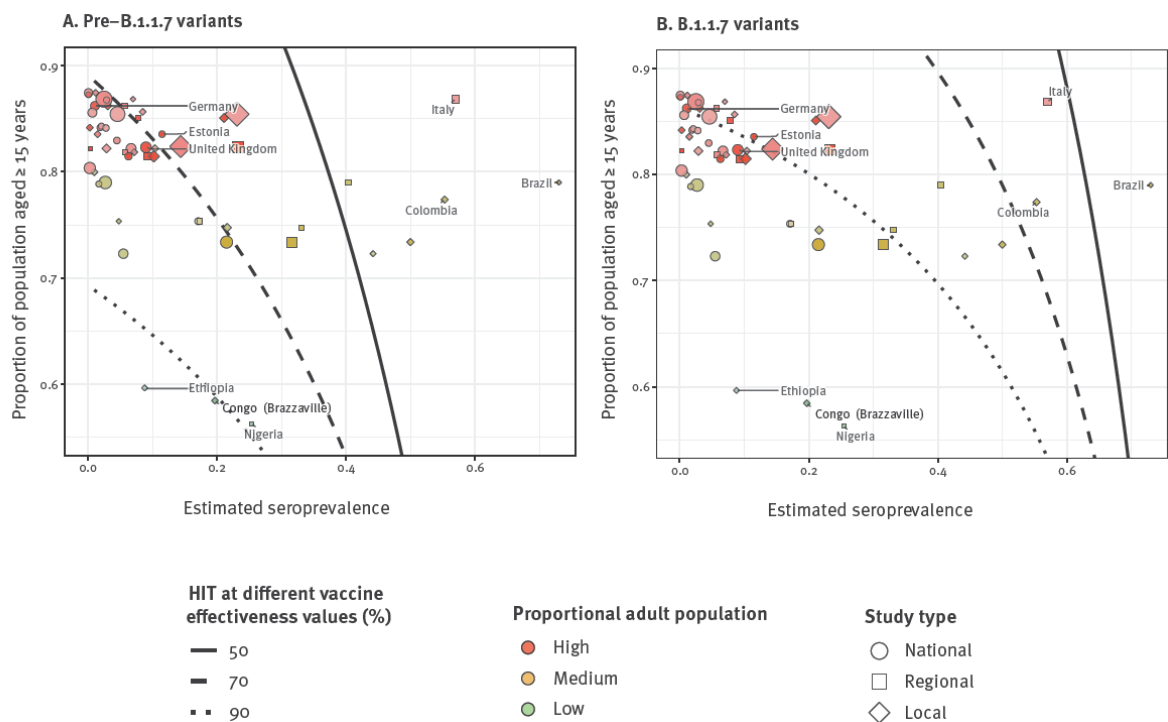 A. Pre–B.1.1.7 variants
Proportion of population aged ≥ 15 years
0.9
0.8
0.7
0.6
Germany
Estonia
United Kingdom
Italy
Brazil
Colombia
Ethiopia
Congo (Brazzaville)
Nigeria
0.0
0.2
0.4
0.6
Estimated seroprevalence
B. B.1.1.7 variants
Proportion of population aged ≥ 15 years
0.9
0.8
0.7
0.6
Italy
Germany
Estonia
United Kingdom
Brazil
Colombia
Ethiopia
Congo (Brazzaville)
Nigeria
0.0
0.2
0.4
0.6
Estimated seroprevalence
HIT at different vaccine
effectiveness values (%)
50
70
90
Proportional adult population
High
Medium
Low
Study type
National
Regional
Local